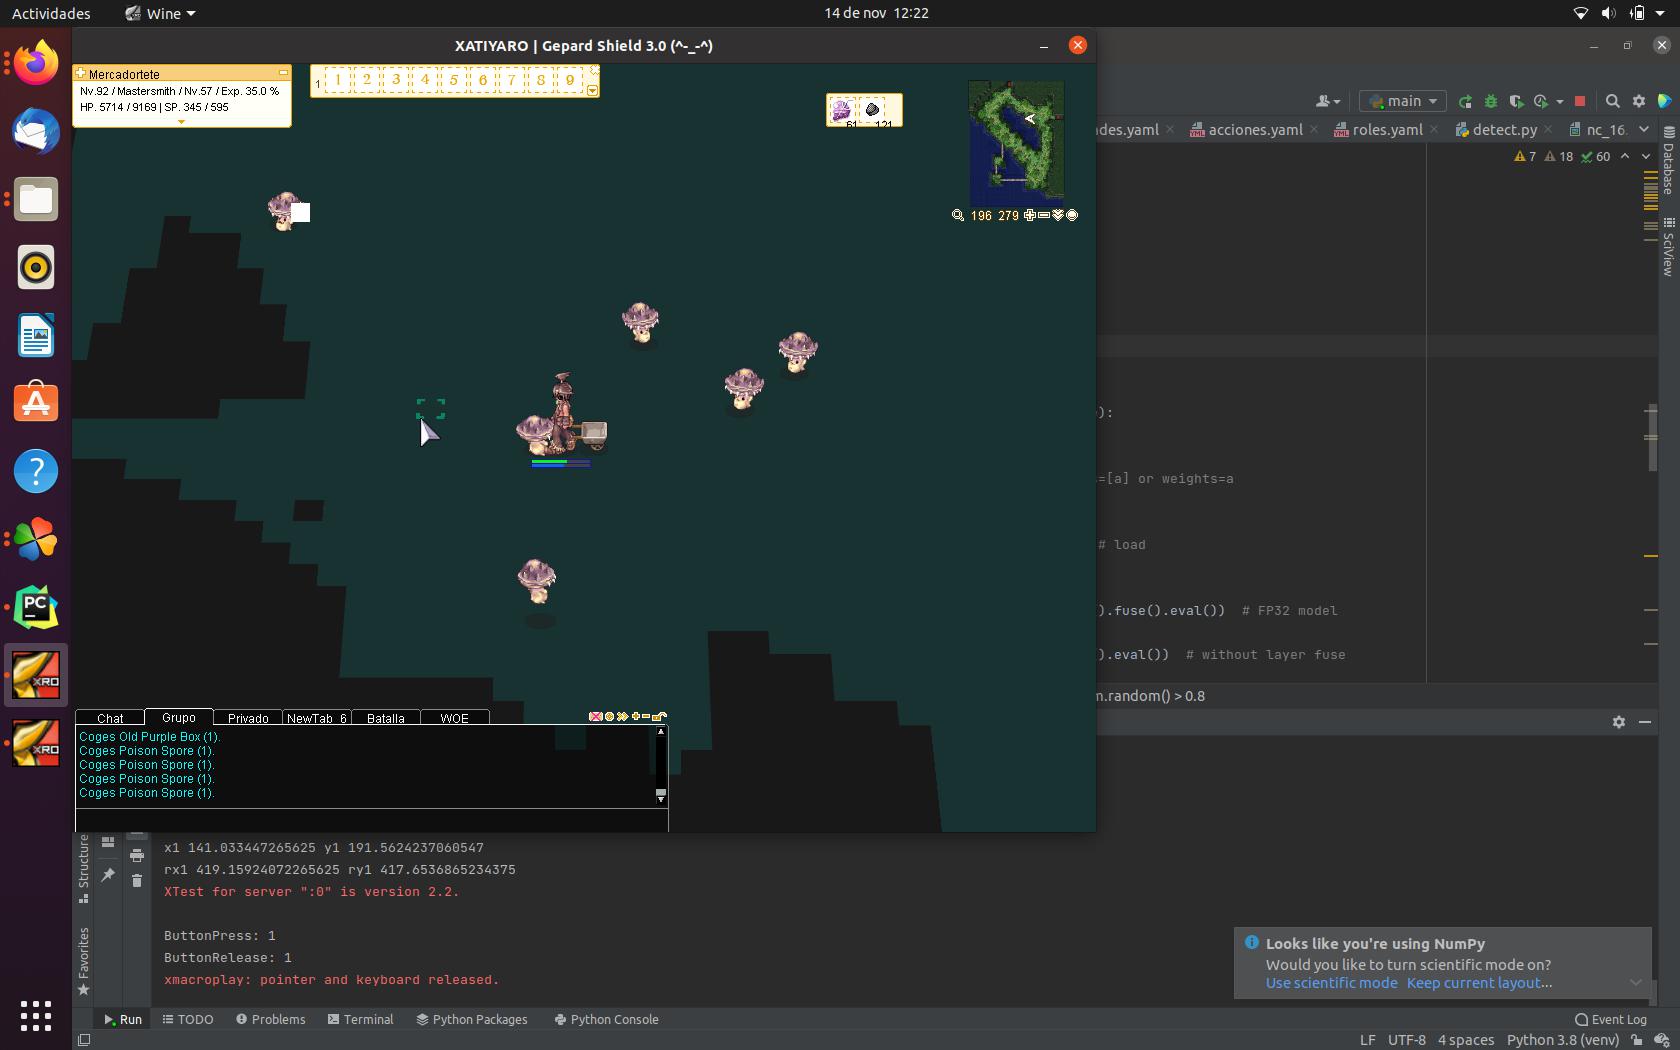 Actividades
Wine
14 de nov 12:22
XATIYARO | Gepard Shield 3.0 (^-_-^)
Mercadortete
Nv.92 / Mastersmith / Nv.57 / Exp. 35.0 %
HP. 5714 / 9169 | SP. 345 / 595
1
1 2 3 4 5 6 7 8 9
61 121
196 279
main
des.yaml
acciones.yaml
roles.yaml
detect.py
nc_16.
7 18 60
Database
SciView
):
=[a] or weights=a
# load
).fuse().eval()) # FP32 model
).eval()) # without layer fuse
m.random() > 0.8
Chat Grupo Privado NewTab_6 Batalla WOE
Coges Old Purple Box (1).
Coges Poison Spore (1).
Coges Poison Spore (1).
Coges Poison Spore (1).
Coges Poison Spore (1).
PC
XRO
XRO
Structure
Favorites
x1 141.033447265625 y1 191.5624237060547
rx1 419.15924072265625 ry1 417.6536865234375
XTest for server ":0" is version 2.2.
ButtonPress: 1
ButtonRelease: 1
xmacroplay: pointer and keyboard released.
Looks like you're using NumPy
Would you like to turn scientific mode on?
Use scientific mode Keep current layout...
Run TODO Problems Terminal Python Packages Python Console
Event Log
LF UTF-8 4 spaces Python 3.8 (venv)